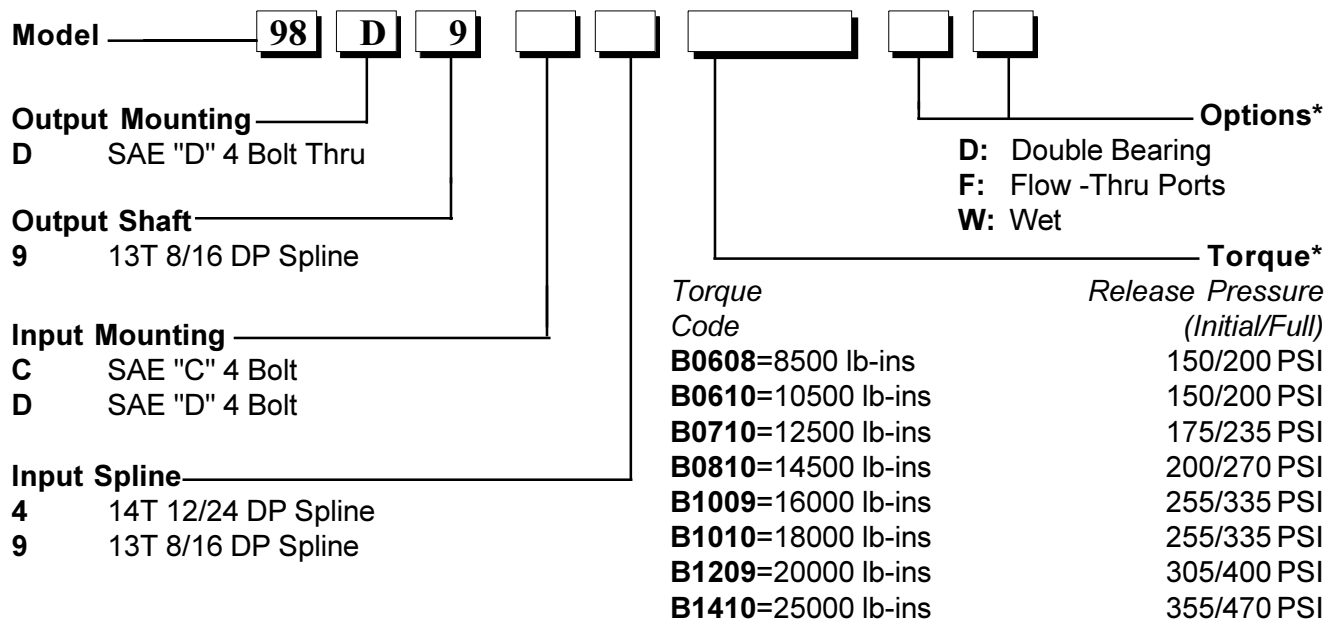 Model 98 D 9
Output Mounting
D SAE "D" 4 Bolt Thru
Output Shaft
9 13T 8/16 DP Spline
Input Mounting
C SAE "C" 4 Bolt
D SAE "D" 4 Bolt
Input Spline
4 14T 12/24 DP Spline
9 13T 8/16 DP Spline
Options*
D: Double Bearing
F: Flow -Thru Ports
W: Wet
Torque*
Torque Release Pressure
Code (Initial/Full)
B0608=8500 lb-ins 150/200 PSI
B0610=10500 lb-ins 150/200 PSI
B0710=12500 lb-ins 175/235 PSI
B0810=14500 lb-ins 200/270 PSI
B1009=16000 lb-ins 255/335 PSI
B1010=18000 lb-ins 255/335 PSI
B1209=20000 lb-ins 305/400 PSI
B1410=25000 lb-ins 355/470 PSI